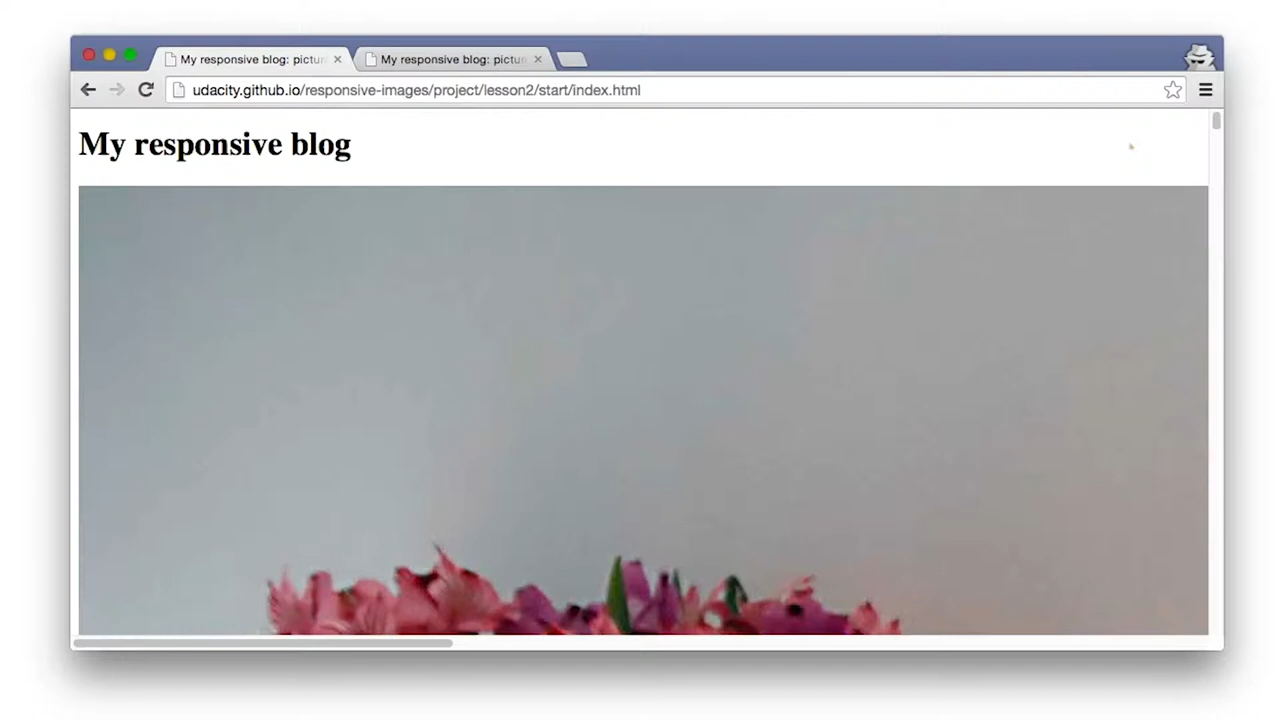 My responsive blog: pictur
My responsive blog: pictur
udacity.github.io/responsive-images/project/lesson2/start/index.html
My responsive blog